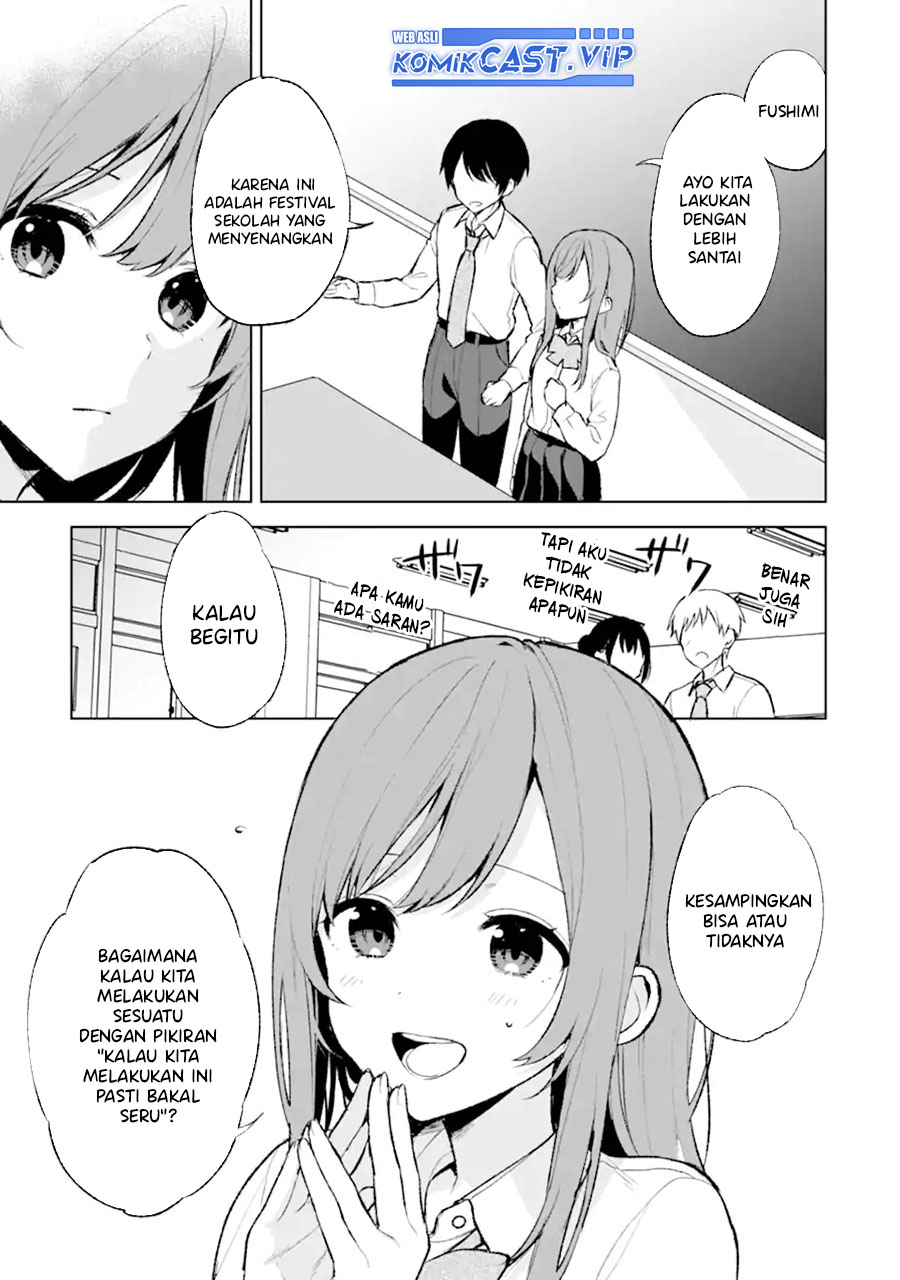 WEB ASLI
KOMIKCAST.VIP
FUSHIMI
AYO KITA
LAKUKAN
DENGAN
LEBIH
SANTAI
KARENA INI
ADALAH FESTIVAL
SEKOLAH YANG
MENYENANGKAN
BENAR
JUGA
SIH
ザワ
TAPI AKU
TIDAK
KEPIKIRAN
APAPUN
ザワ
APA KAMU
ADA-SARAN?
KALAU
BEGITU
KESAMPINGKAN
BISA ATAU
TIDAKNYA
BAGAIMANA
KALAU KITA
MELAKUKAN
SESUATU
DENGAN PIKIRAN
"KALAU KITA
MELAKUKAN INI
PASTI BAKAL
SERU"?